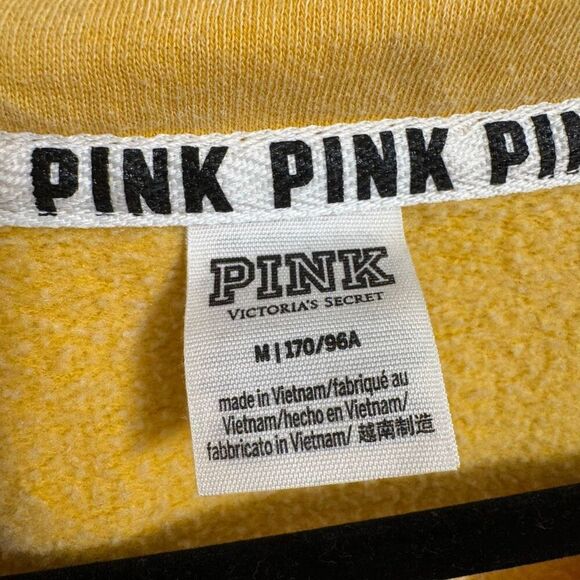 PINK PINK PIN
PINK
VICTORIA'S SECRET
M | 170/96A
made in Vietnam/fabriqué au
Vietnam/hecho en Vietnam/
fabbricato in Vietnam/ 越南制造